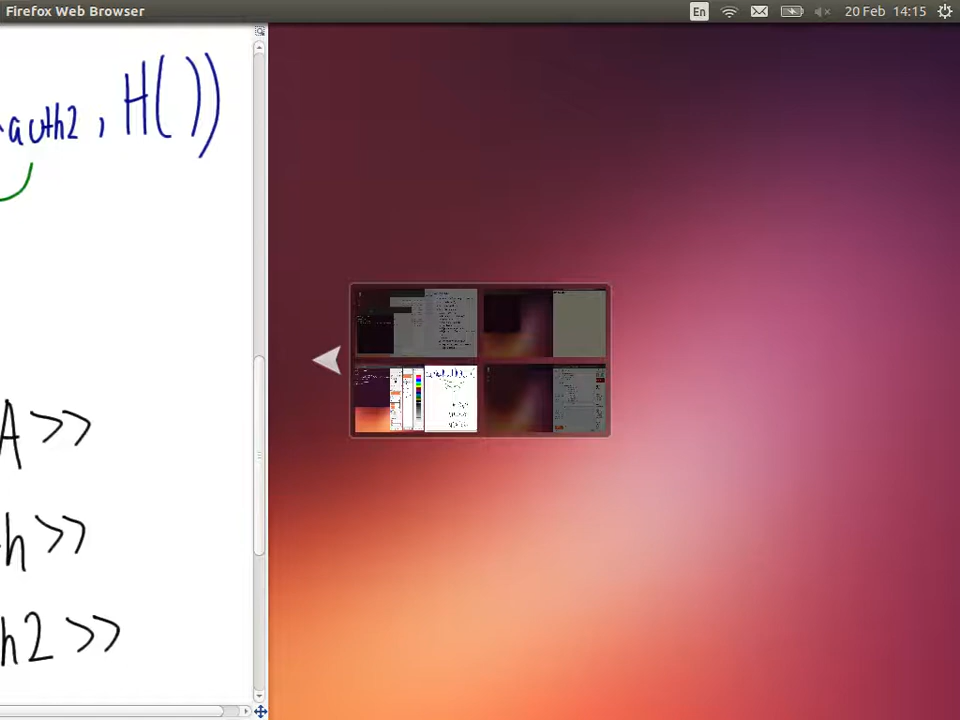 Firefox Web Browser
En
20 Feb 14:15
auth2 , H( ))
A >>
h >>
h2 >>